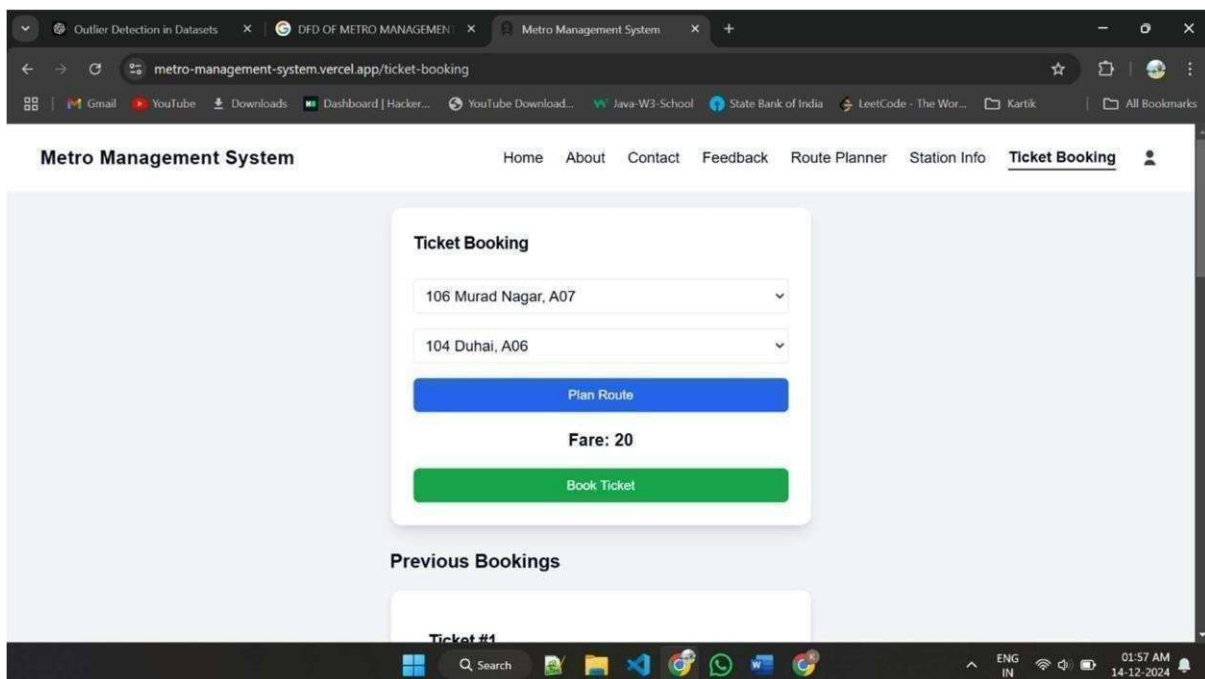 Outlier Detection in Datasets
DFD OF METRO MANAGEMENT
Metro Management System
metro-management-system.vercel.app/ticket-booking
Gmail YouTube Downloads Dashboard | Hacker... YouTube Download... Java-W3-School State Bank of India LeetCode - The Wor... Kartik All Bookmarks
Metro Management System
Home About Contact Feedback Route Planner Station Info Ticket Booking
Ticket Booking
106 Murad Nagar, A07
104 Duhai, A06
Plan Route
Fare: 20
Book Ticket
Previous Bookings
Ticket #1
Search
ENG
IN
01:57 AM
14-12-2024